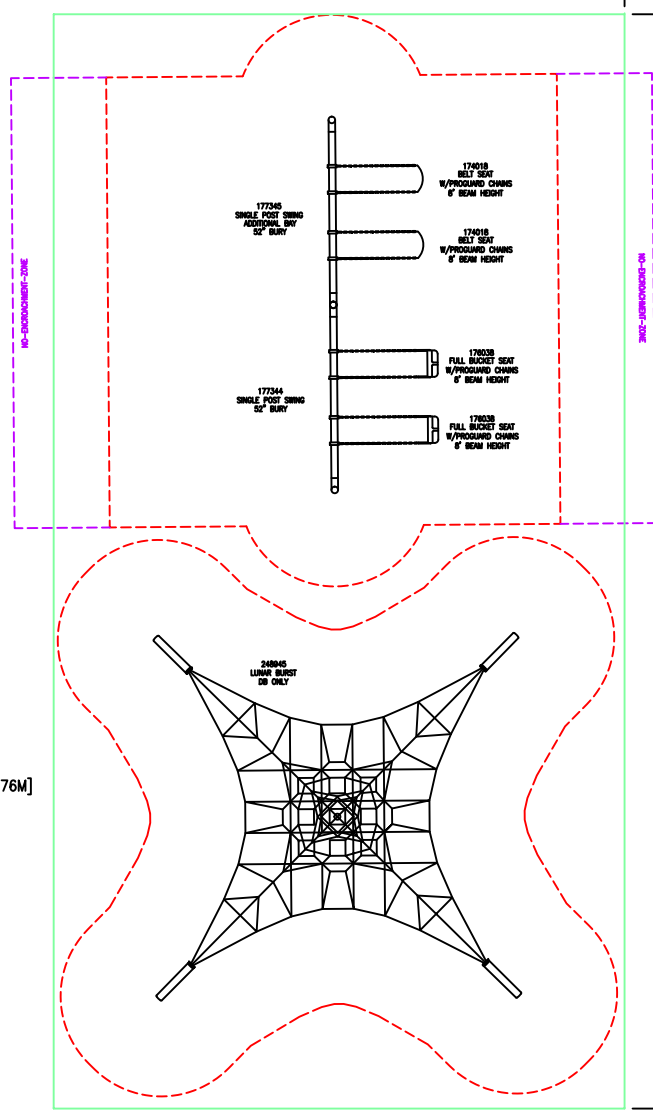 174018
BELT SEAT
W/PROGUARD CHAINS
8' BEAM HEIGHT
177345
SINGLE POST SWING
ADDITIONAL BAY
52" BURY
174018
BELT SEAT
W/PROGUARD CHAINS
8' BEAM HEIGHT
NO-ENCROACHMENT-ZONE
NO-ENCROACHMENT-ZONE
176038
FULL BUCKET SEAT
W/PROGUARD CHAINS
8' BEAM HEIGHT
177344
SINGLE POST SWING
52" BURY
176038
FULL BUCKET SEAT
W/PROGUARD CHAINS
8' BEAM HEIGHT
248945
LUNAR BURST
DB ONLY
76M]